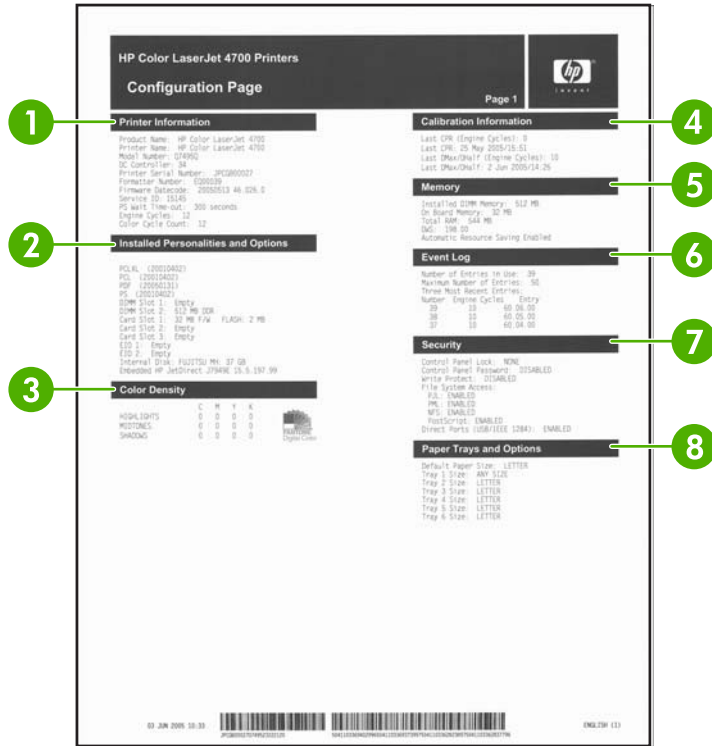 HP Color LaserJet 4700 Printers
Configuration Page
Page 1
hp
invent
1
Printer Information
Product Name: HP Color LaserJet 4700
Printer Name: HP Color LaserJet 4700
Model Number: Q7495Q
DC Controller: 34
Printer Serial Number: JPCGB00027
Formatter Number: EQ00039
Firmware Datecode: 20050513 46.026.0
Service ID: 15145
PS Wait Time-out: 300 seconds
Engine Cycles: 12
Color Cycle Count: 12
2
Installed Personalities and Options
PCLXL (20010402)
PCL (20010402)
PDF (20050131)
PS (20010402)
DIMM Slot 1: Empty
DIMM Slot 2: 512 MB DDR
Card Slot 1: 32 MB F/W FLASH: 2 MB
Card Slot 2: Empty
Card Slot 3: Empty
EIO 1: Empty
EIO 2: Empty
Internal Disk: FUJITSU MH: 37 GB
Embedded HP JetDirect J7949E 15.5.197.99
3
Color Density
C M Y K
HIGHLIGHTS 0 0 0 0
MIDTONES 0 0 0 0
SHADOWS 0 0 0 0
PANTONE
Digital Color
Calibration Information
4
Last CPR (Engine Cycles): 0
Last CPR: 25 May 2005/15:51
Last DMax/DHalf (Engine Cycles): 10
Last DMax/DHalf: 2 Jun 2005/14:26
Memory
5
Installed DIMM Memory: 512 MB
On Board Memory: 32 MB
Total RAM: 544 MB
DWS: 198.00
Automatic Resource Saving Enabled
Event Log
6
Number of Entries in Use: 39
Maximum Number of Entries: 50
Three Most Recent Entries:
Number Engine Cycles Entry
39 10 60.06.00
38 10 60.05.00
37 10 60.04.00
Security
7
Control Panel Lock: NONE
Control Panel Password: DISABLED
Write Protect: DISABLED
File System Access:
PJL: ENABLED
PML: ENABLED
NFS: ENABLED
PostScript: ENABLED
Direct Ports (USB/IEEE 1284): ENABLED
Paper Trays and Options
8
Default Paper Size: LETTER
Tray 1 Size: ANY SIZE
Tray 2 Size: LETTER
Tray 3 Size: LETTER
Tray 4 Size: LETTER
Tray 5 Size: LETTER
Tray 6 Size: LETTER
03 JUN 2005 10:33
ENGLISH (1)